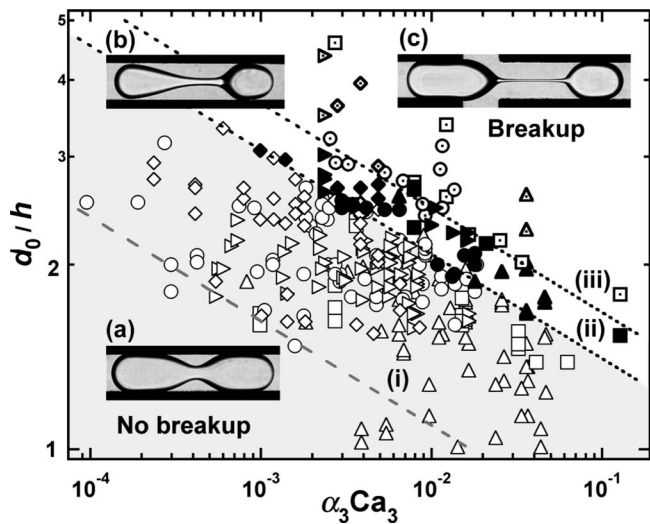 5
4
3
2
1
d₀ / h
(b)
(c)
Breakup
(a)
No breakup
(i)
(iii)
(ii)
10⁻⁴
10⁻³
10⁻²
10⁻¹
α₃Ca₃